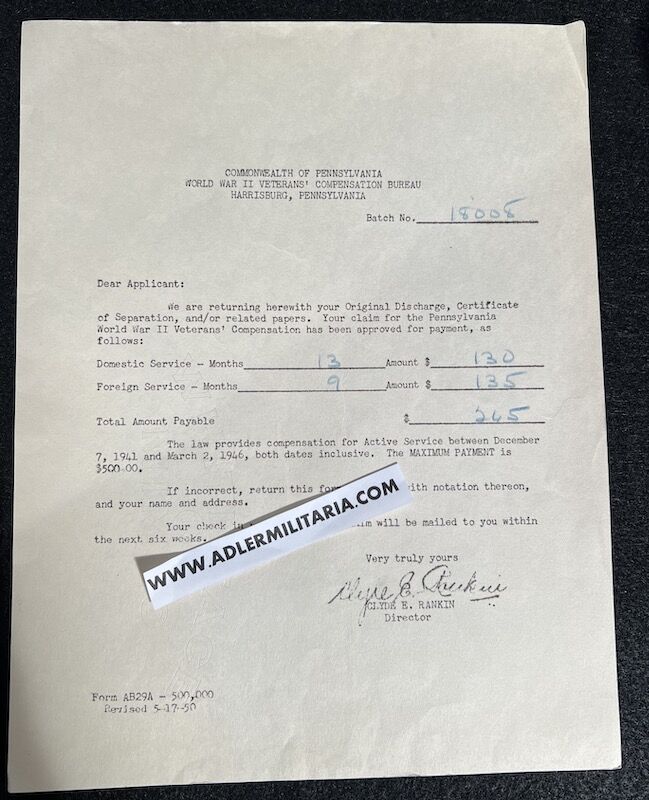 COMMONWEALTH OF PENNSYLVANIA
WORLD WAR II VETERANS' COMPENSATION BUREAU
HARRISBURG, PENNSYLVANIA
Batch No. 18008
Dear Applicant:
We are returning herewith your Original Discharge, Certificate
of Separation, and/or related papers. Your claim for the Pennsylvania
World War II Veterans' Compensation has been approved for payment, as
follows:
Domestic Service - Months 13 Amount $ 130
Foreign Service - Months 9 Amount $ 135
Total Amount Payable $ 265
The law provides compensation for Active Service between December
7, 1941 and March 2, 1946, both dates inclusive. The MAXIMUM PAYMENT is
$500.00.
If incorrect, return this with notation thereon,
and your name and address.
Your check will be mailed to you within
the next six weeks.
WWW.ADLERMILITARIA.COM
Very truly yours
Clyde E. Rankin
CLYDE E. RANKIN
Director
Form AB29A - 500,000
Revised 5-17-50